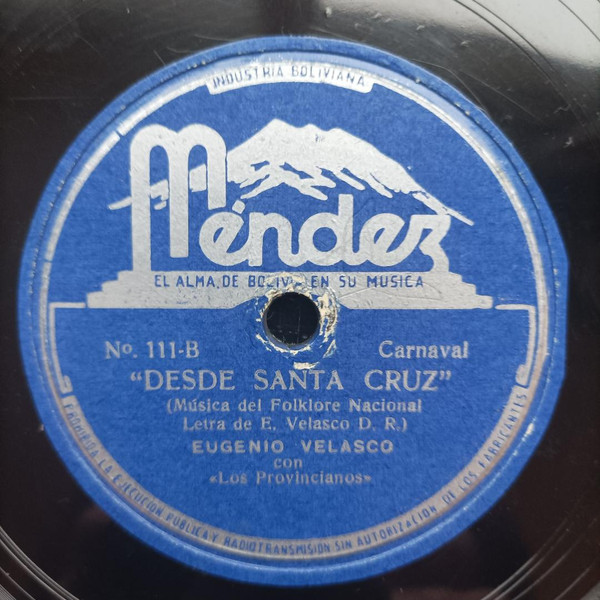 INDUSTRIA BOLIVIANA
Méndez
EL ALMA DE BOLIVIA EN SU MUSICA
Nº. 111-B Carnaval
“DESDE SANTA CRUZ”
(Música del Folklore Nacional
Letra de E. Velasco D. R.)
EUGENIO VELASCO
con
«Los Provincianos»
PROHIBIDA LA EJECUCION PUBLICA Y RADIOTRANSMISION SIN AUTORIZACION DE LOS FABRICANTES